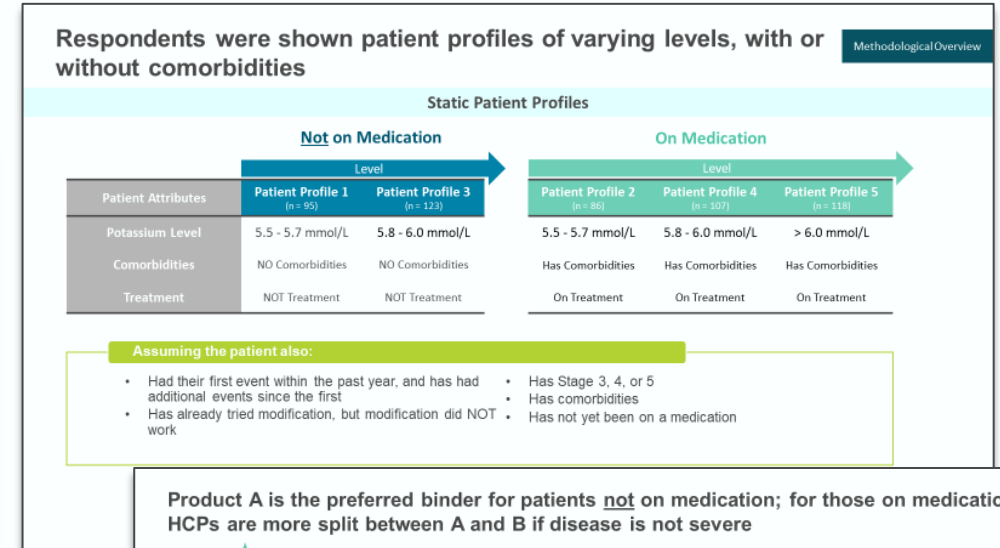 Respondents were shown patient profiles of varying levels, with or
without comorbidities
Methodological Overview
Static Patient Profiles
Not on Medication
On Medication
Level
Level
Patient Attributes
Patient Profile 1
(n = 95)
Patient Profile 3
(n = 123)
Patient Profile 2
(n = 86)
Patient Profile 4
(n = 107)
Patient Profile 5
(n = 118)
Potassium Level
5.5 - 5.7 mmol/L
5.8 - 6.0 mmol/L
5.5 - 5.7 mmol/L
5.8 - 6.0 mmol/L
> 6.0 mmol/L
Comorbidities
NO Comorbidities
NO Comorbidities
Has Comorbidities
Has Comorbidities
Has Comorbidities
Treatment
NOT Treatment
NOT Treatment
On Treatment
On Treatment
On Treatment
Assuming the patient also:
• Had their first event within the past year, and has had
additional events since the first
• Has already tried modification, but modification did NOT
work
• Has Stage 3, 4, or 5
• Has comorbidities
• Has not yet been on a medication
Product A is the preferred binder for patients not on medication; for those on
HCPs are more split between A and B if disease is not severe